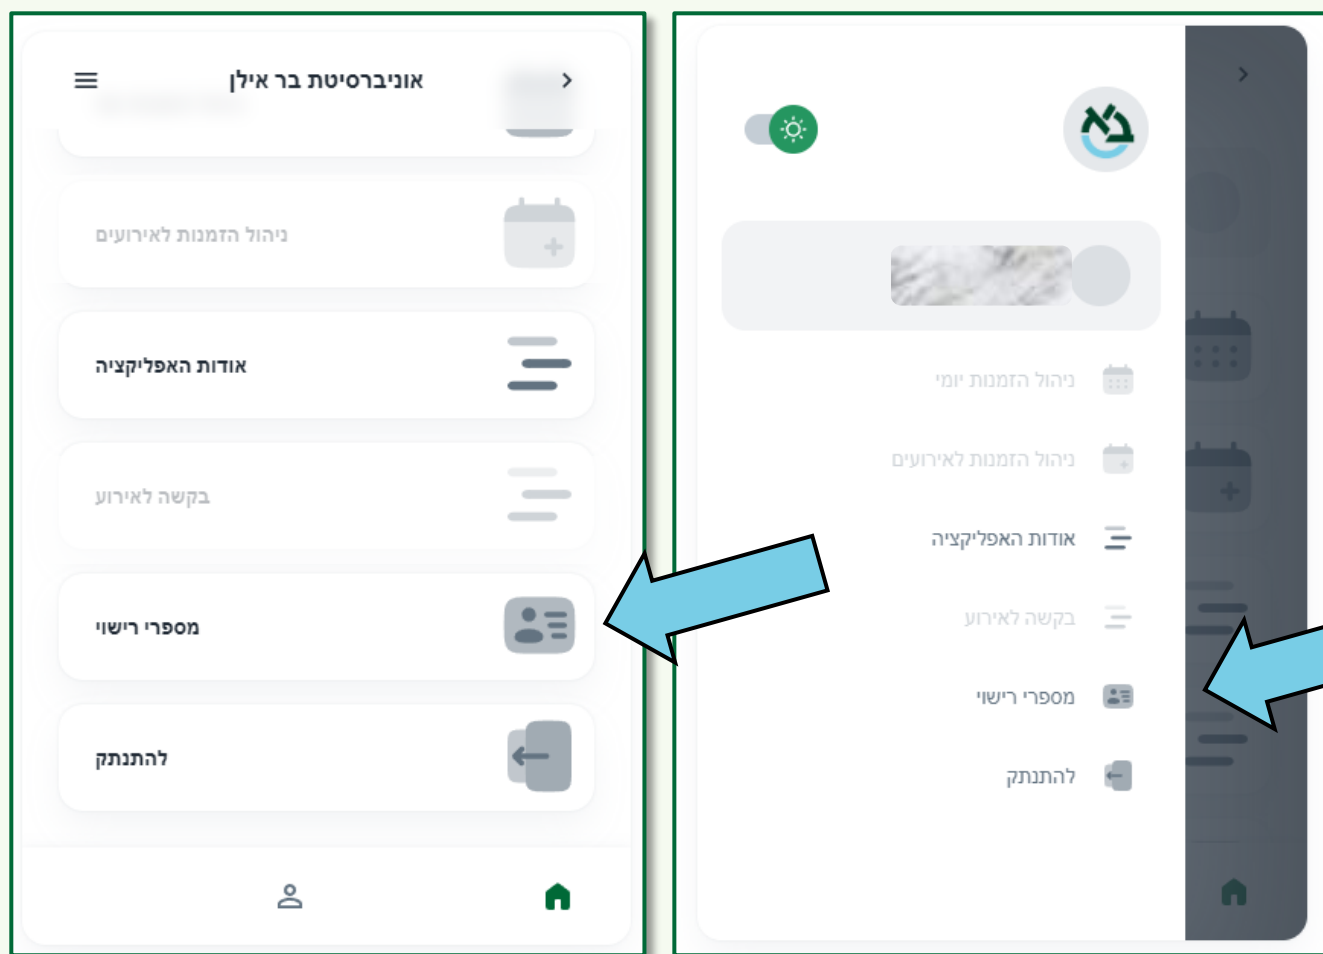 אוניברסיטת בר אילן
ניהול הזמנות לאירועים
אודות האפליקציה
בקשה לאירוע
מספרי רישוי
להתנתק
בא
ניהול הזמנות יומי
ניהול הזמנות לאירועים
אודות האפליקציה
בקשה לאירוע
מספרי רישוי
להתנתק